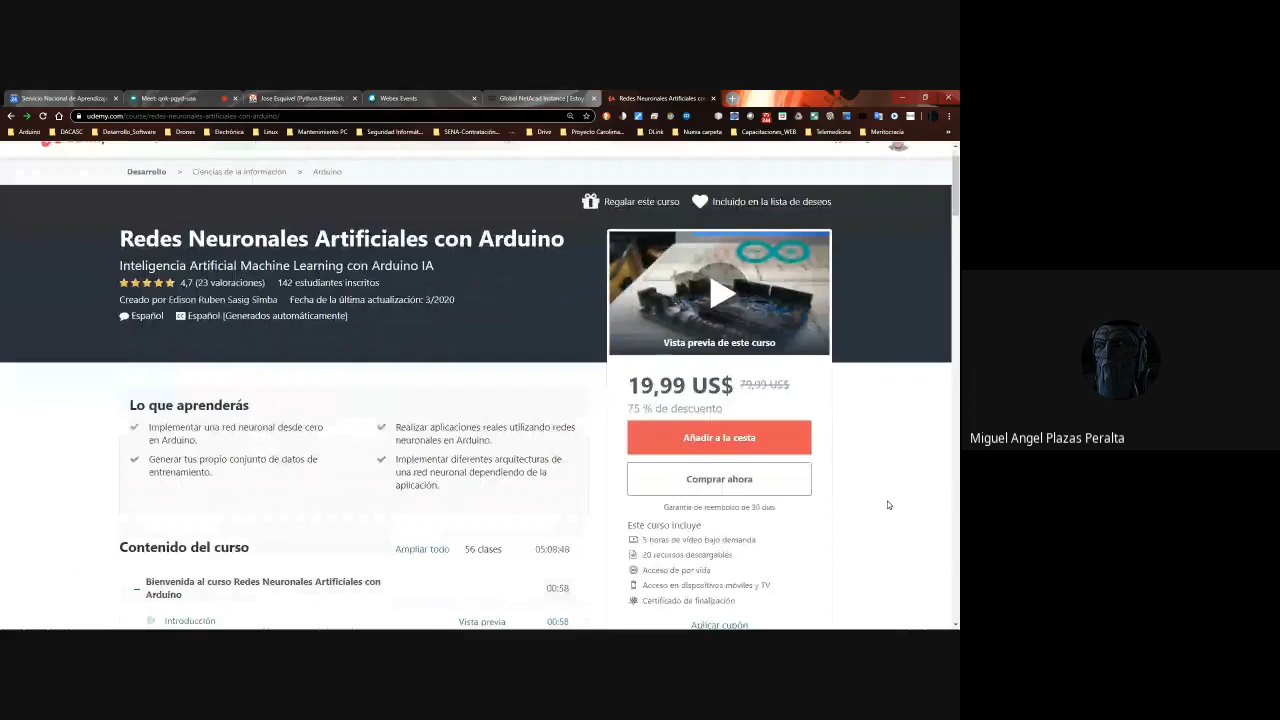 Servicio Nacional de Aprendizaje
Meet: qnk-pgyd-uaa
Jose Esquivel (Python Essentials
Webex Events
Global NetAcad Instance | Estoy
Redes Neuronales Artificiales con
udemy.com/course/redes-neuronales-artificiales-con-arduino/
Arduino
DACASC
Desarrollo_Software
Drones
Electrónica
Linux
Mantenimiento PC
Seguridad Informát...
SENA-Contratación...
Drive
Proyecto Carolima...
DLink
Nueva carpeta
Capacitaciones_WEB
Telemedicina
Meritocracia
Desarrollo > Ciencias de la información > Arduino
Regalar este curso
Incluido en la lista de deseos
Redes Neuronales Artificiales con Arduino
Inteligencia Artificial Machine Learning con Arduino IA
4,7 (23 valoraciones) 142 estudiantes inscritos
Creado por Edison Ruben Sasig Simba Fecha de la última actualización: 3/2020
Español Español [Generados automáticamente]
Vista previa de este curso
19,99 US$ 79,99 US$
75 % de descuento
Añadir a la cesta
Comprar ahora
Garantía de reembolso de 30 días
Este curso incluye
5 horas de vídeo bajo demanda
20 recursos descargables
Acceso de por vida
Acceso en dispositivos móviles y TV
Certificado de finalización
Aplicar cupón
Lo que aprenderás
Implementar una red neuronal desde cero
en Arduino.
Generar tus propio conjunto de datos de
entrenamiento.
Realizar aplicaciones reales utilizando redes
neuronales en Arduino.
Implementar diferentes arquitecturas de
una red neuronal dependiendo de la
aplicación.
Contenido del curso
Ampliar todo 56 clases 05:08:48
Bienvenida al curso Redes Neuronales Artificiales con
Arduino
00:58
Introducción Vista previa 00:58
Miguel Angel Plazas Peralta